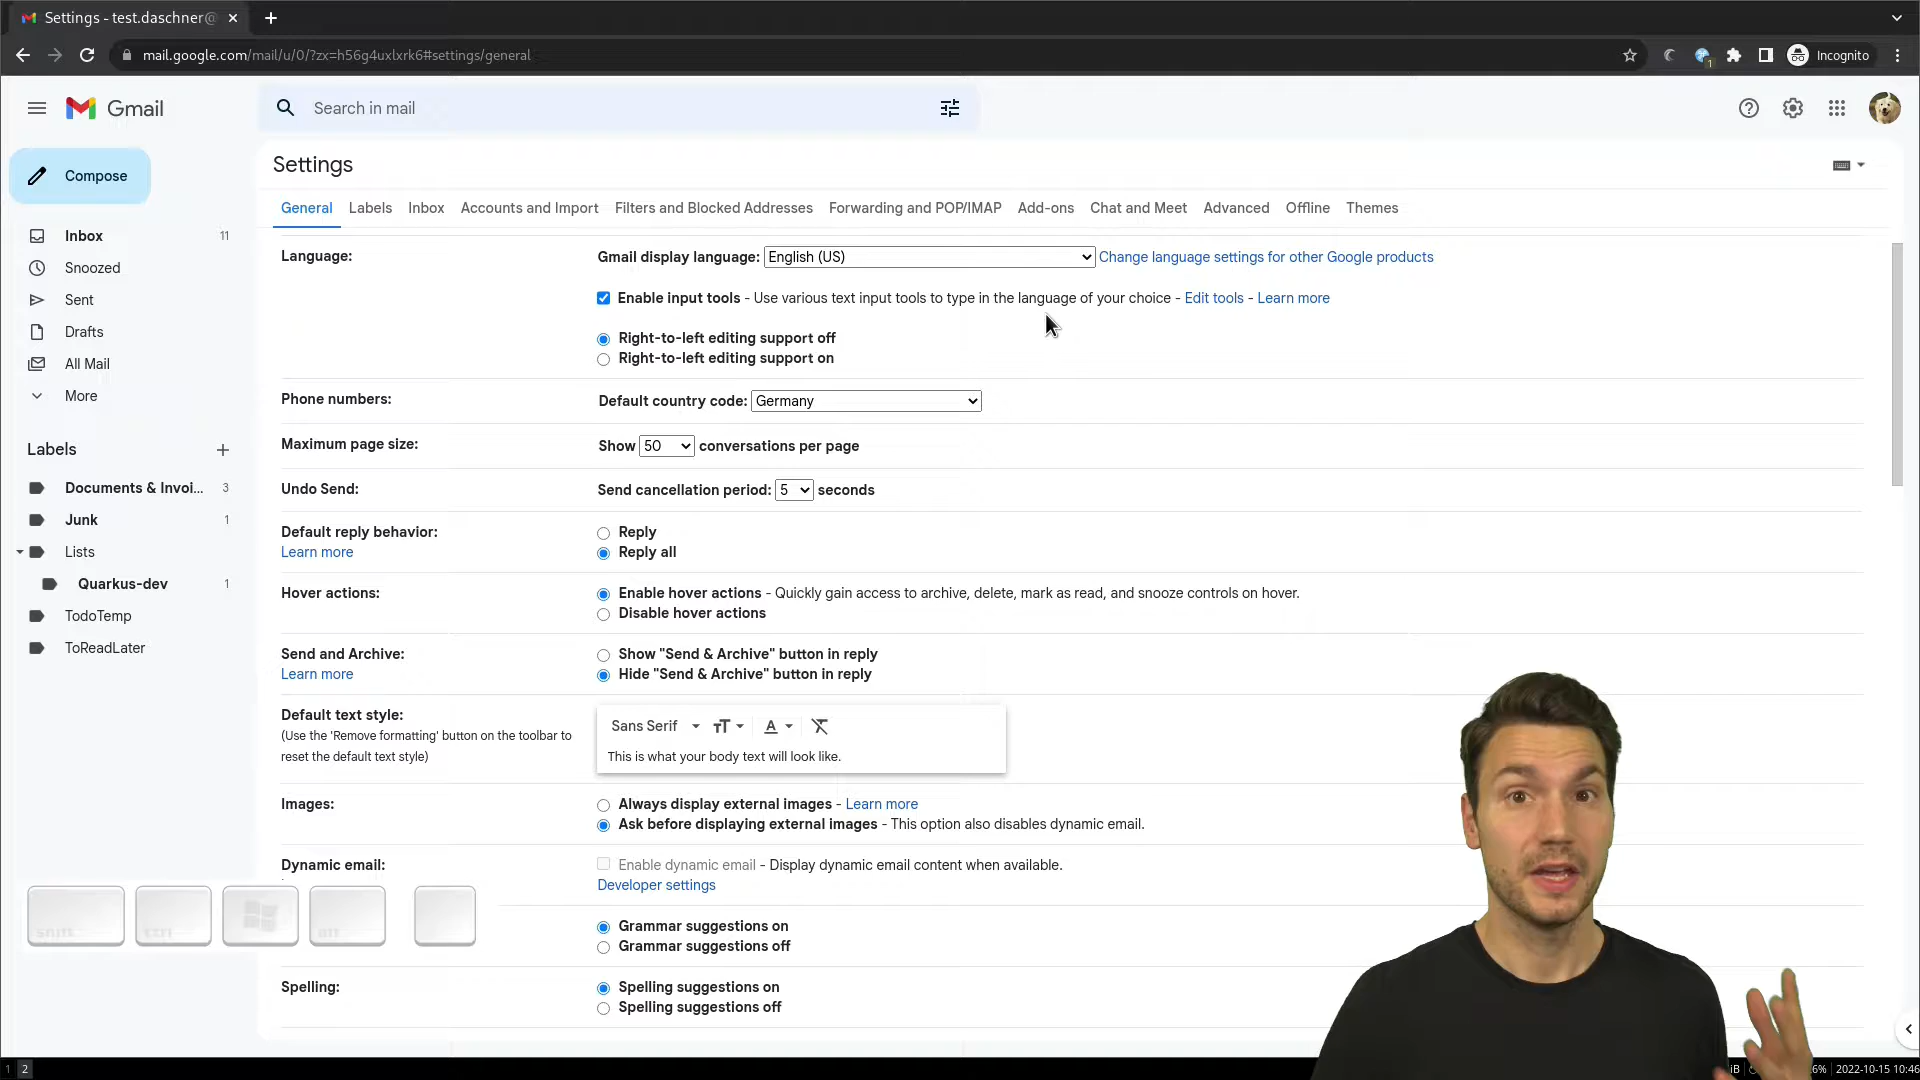 Settings - test.daschner@
mail.google.com/mail/u/0/?zx=h56g4uxlxrk6#settings/general
1
Incognito
Gmail
Search in mail
Compose
Inbox 11
Snoozed
Sent
Drafts
All Mail
More
Labels
Documents & Invoi... 3
Junk 1
Lists
Quarkus-dev 1
TodoTemp
ToReadLater
Settings
General Labels Inbox Accounts and Import Filters and Blocked Addresses Forwarding and POP/IMAP Add-ons Chat and Meet Advanced Offline Themes
Language:
Gmail display language: English (US) Change language settings for other Google products
Enable input tools - Use various text input tools to type in the language of your choice - Edit tools - Learn more
Right-to-left editing support off
Right-to-left editing support on
Phone numbers:
Default country code: Germany
Maximum page size:
Show 50 conversations per page
Undo Send:
Send cancellation period: 5 seconds
Default reply behavior:
Learn more
Reply
Reply all
Hover actions:
Enable hover actions - Quickly gain access to archive, delete, mark as read, and snooze controls on hover.
Disable hover actions
Send and Archive:
Learn more
Show "Send & Archive" button in reply
Hide "Send & Archive" button in reply
Default text style:
(Use the 'Remove formatting' button on the toolbar to
reset the default text style)
Sans Serif
This is what your body text will look like.
Images:
Always display external images - Learn more
Ask before displaying external images - This option also disables dynamic email.
Dynamic email:
Enable dynamic email - Display dynamic email content when available.
Developer settings
Grammar suggestions on
Grammar suggestions off
Spelling:
Spelling suggestions on
Spelling suggestions off
shift ctrl alt
1 2
2022-10-15 10:46